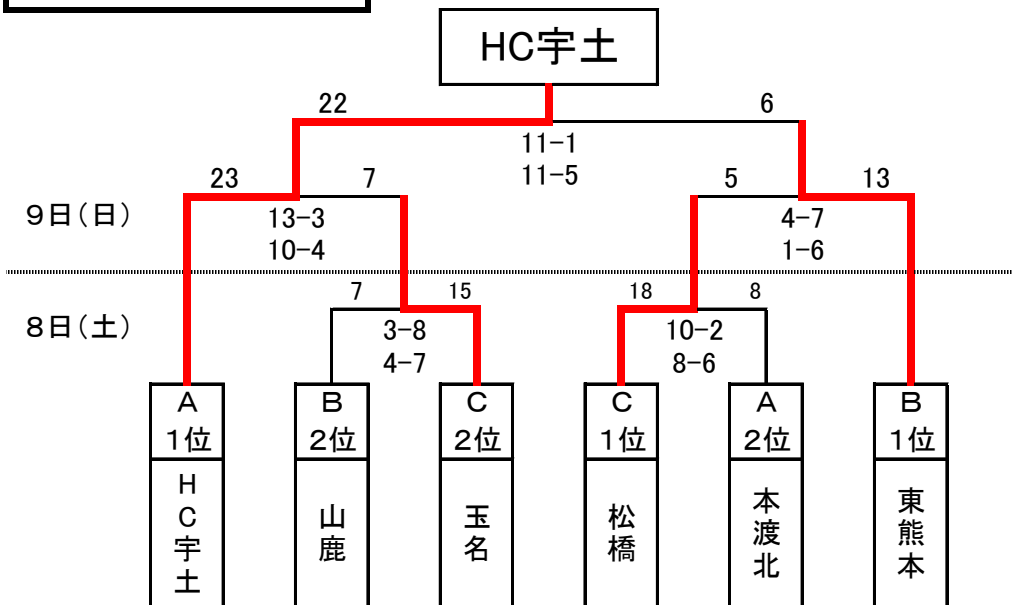 HC宇土
22
6
11-1
11-5
23
7
5
13
9日(日)
13-3
10-4
4-7
1-6
7
15
18
8
8日(土)
3-8
4-7
10-2
8-6
A
1位
B
2位
C
2位
C
1位
A
2位
B
1位
HC宇土
山鹿
玉名
松橋
本渡北
東熊本